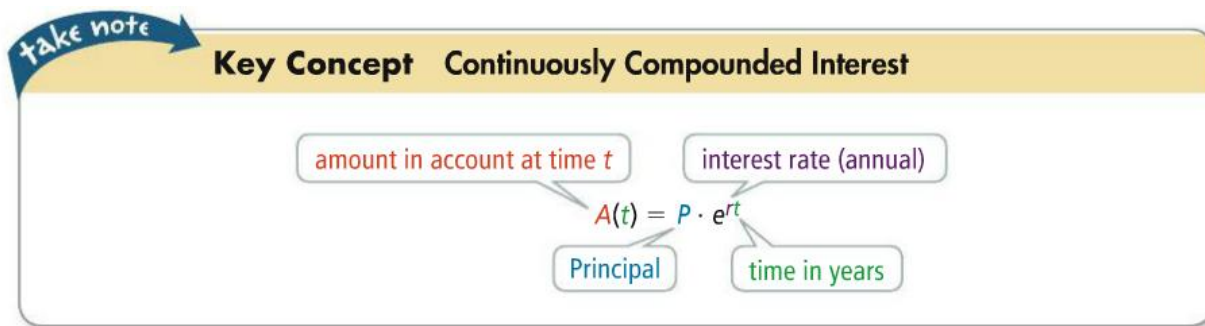 take note
Key Concept Continuously Compounded Interest
amount in account at time t
interest rate (annual)
A(t) = P · e^{rt}
Principal
time in years